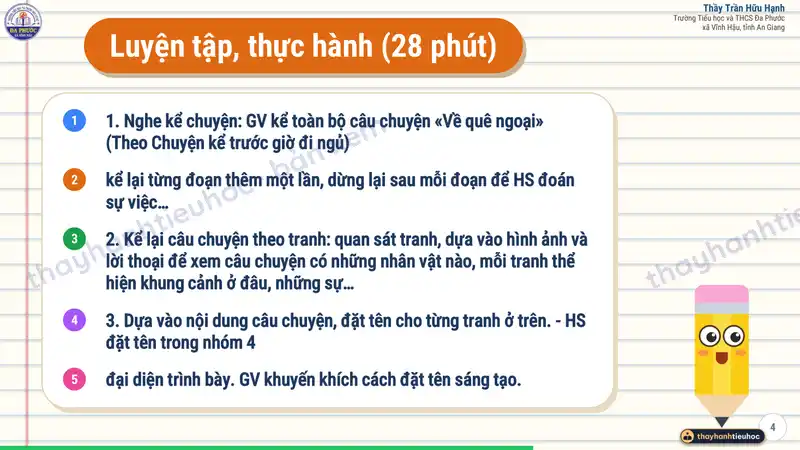 Thầy Trần Hữu Hạnh
Trường Tiểu học và THCS Đa Phước
xã Vĩnh Hậu, tỉnh An Giang
ĐA PHƯỚC
Luyện tập, thực hành (28 phút)
1
1. Nghe kể chuyện: GV kể toàn bộ câu chuyện «Về quê ngoại»
(Theo Chuyện kể trước giờ đi ngủ)
2
kể lại từng đoạn thêm một lần, dừng lại sau mỗi đoạn để HS đoán
sự việc…
3
2. Kể lại câu chuyện theo tranh: quan sát tranh, dựa vào hình ảnh và
lời thoại để xem câu chuyện có những nhân vật nào, mỗi tranh thể
hiện khung cảnh ở đâu, những sự…
4
3. Dựa vào nội dung câu chuyện, đặt tên cho từng tranh ở trên. - HS
đặt tên trong nhóm 4
5
đại diện trình bày. GV khuyến khích cách đặt tên sáng tạo.
thayhanhtieuhoc
4